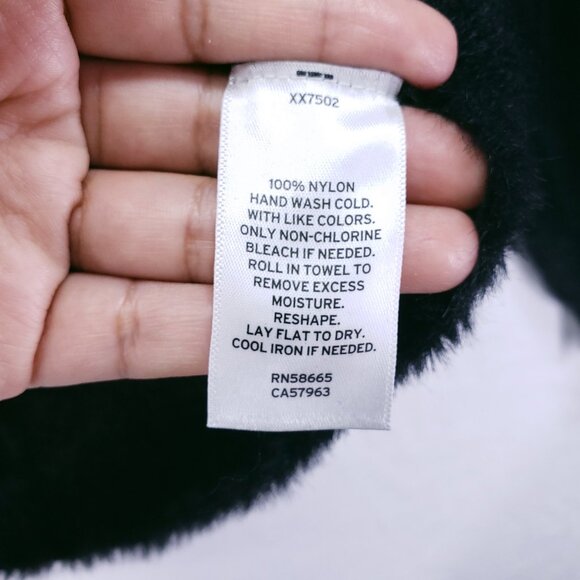 XX7502
100% NYLON
HAND WASH COLD.
WITH LIKE COLORS.
ONLY NON-CHLORINE
BLEACH IF NEEDED.
ROLL IN TOWEL TO
REMOVE EXCESS
MOISTURE.
RESHAPE.
LAY FLAT TO DRY.
COOL IRON IF NEEDED.
RN58665
CA57963